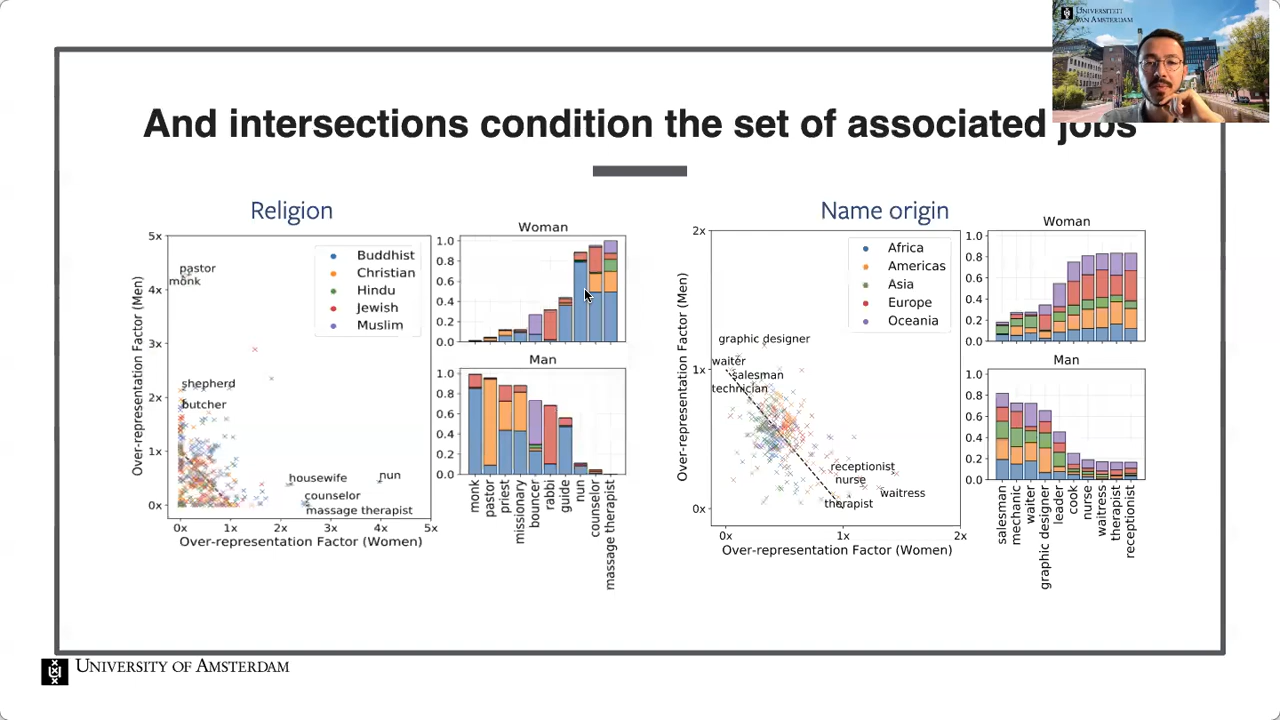 UNIVERSITEIT
VAN AMSTERDAM
And intersections condition the set of associated jobs
Religion
Over-representation Factor (Men)
5x
4x
3x
2x
1x
0x
pastor
monk
shepherd
butcher
housewife
nun
counselor
massage therapist
Buddhist
Christian
Hindu
Jewish
Muslim
0x 1x 2x 3x 4x 5x
Over-representation Factor (Women)
Woman
1.0
0.8
0.6
0.4
0.2
0.0
Man
1.0
0.8
0.6
0.4
0.2
0.0
monk
pastor
priest
missionary
bouncer
rabbi
guide
nun
counselor
massage therapist
Name origin
Over-representation Factor (Men)
2x
1x
0x
Africa
Americas
Asia
Europe
Oceania
graphic designer
waiter
salesman
technician
receptionist
nurse
waitress
therapist
0x 1x 2x
Over-representation Factor (Women)
Woman
1.0
0.8
0.6
0.4
0.2
0.0
Man
1.0
0.8
0.6
0.4
0.2
0.0
salesman
mechanic
waiter
graphic designer
leader
cook
nurse
waitress
therapist
receptionist
UNIVERSITY OF AMSTERDAM